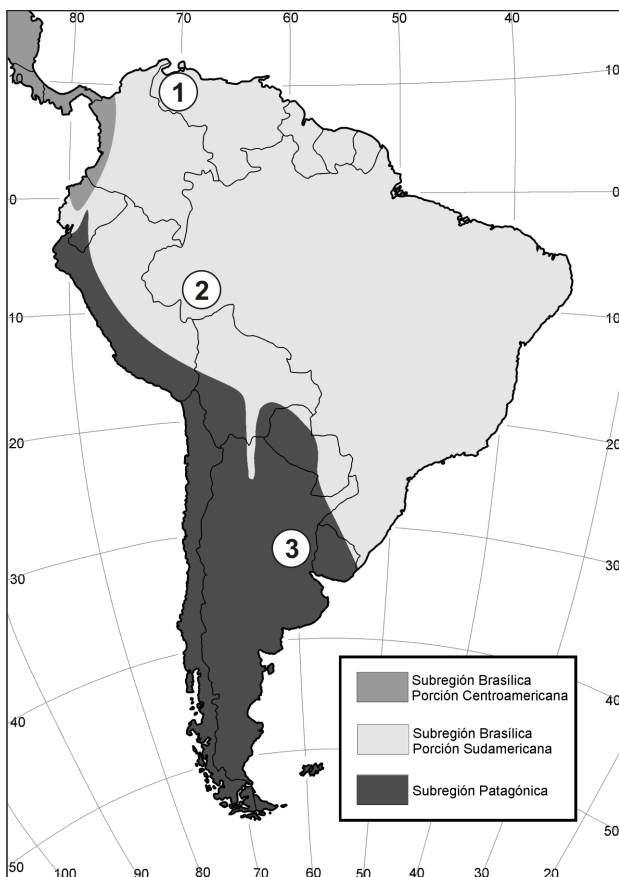 80 70 60 50 40
10
0
10
20
30
40
50
1
2
3
0
10
20
30
40
50
100 90 80 70 60 50 40 30 20
Subregión Brasílica
Porción Centroamericana
Subregión Brasílica
Porción Sudamericana
Subregión Patagónica